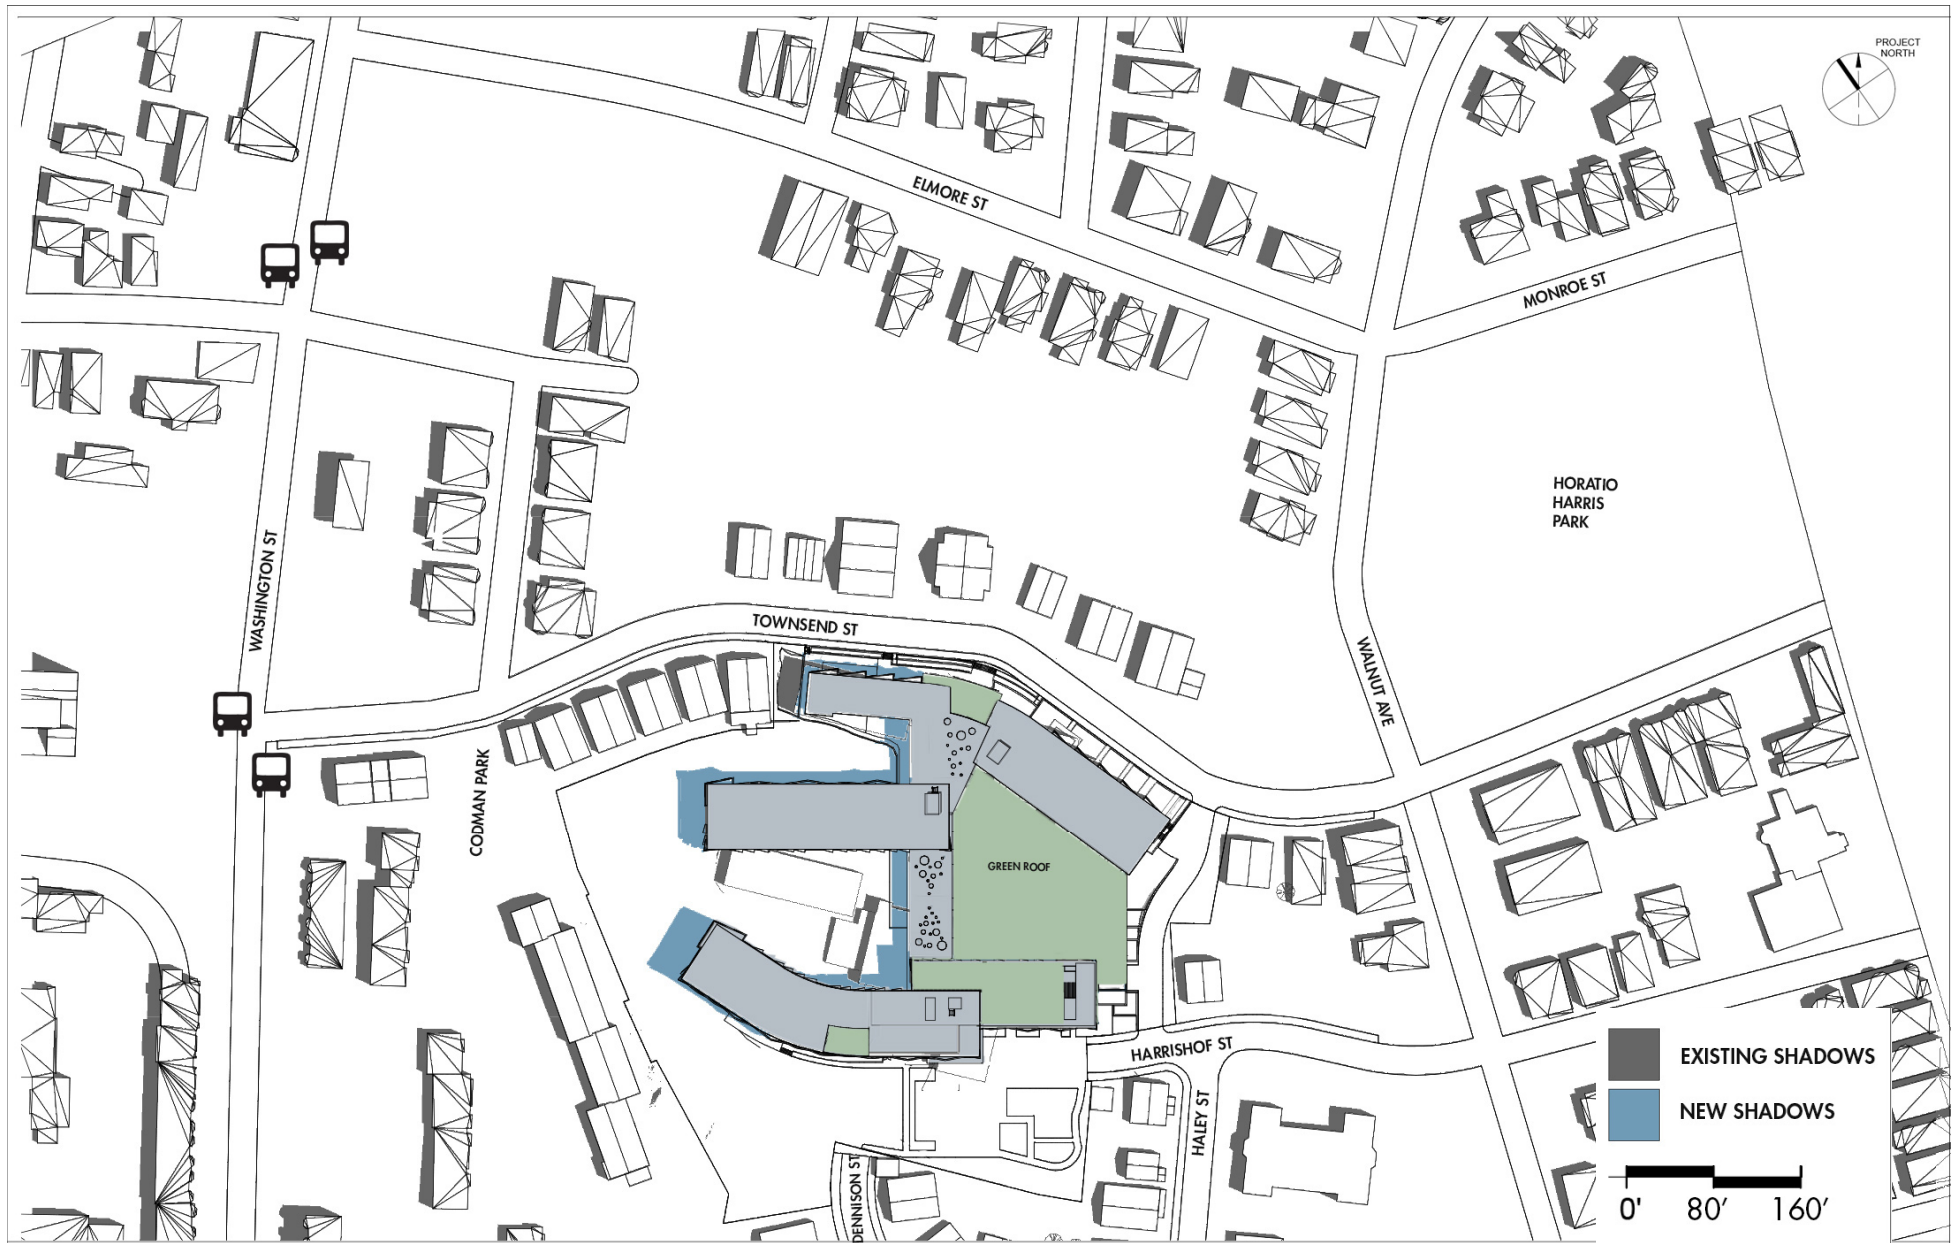 PROJECT
NORTH
ELMORE ST
MONROE ST
HORATIO
HARRIS
PARK
WASHINGTON ST
TOWNSEND ST
WALNUT AVE
CODMAN PARK
GREEN ROOF
HARRISHOF ST
HALEY ST
DENNISON ST
EXISTING SHADOWS
NEW SHADOWS
0' 80' 160'